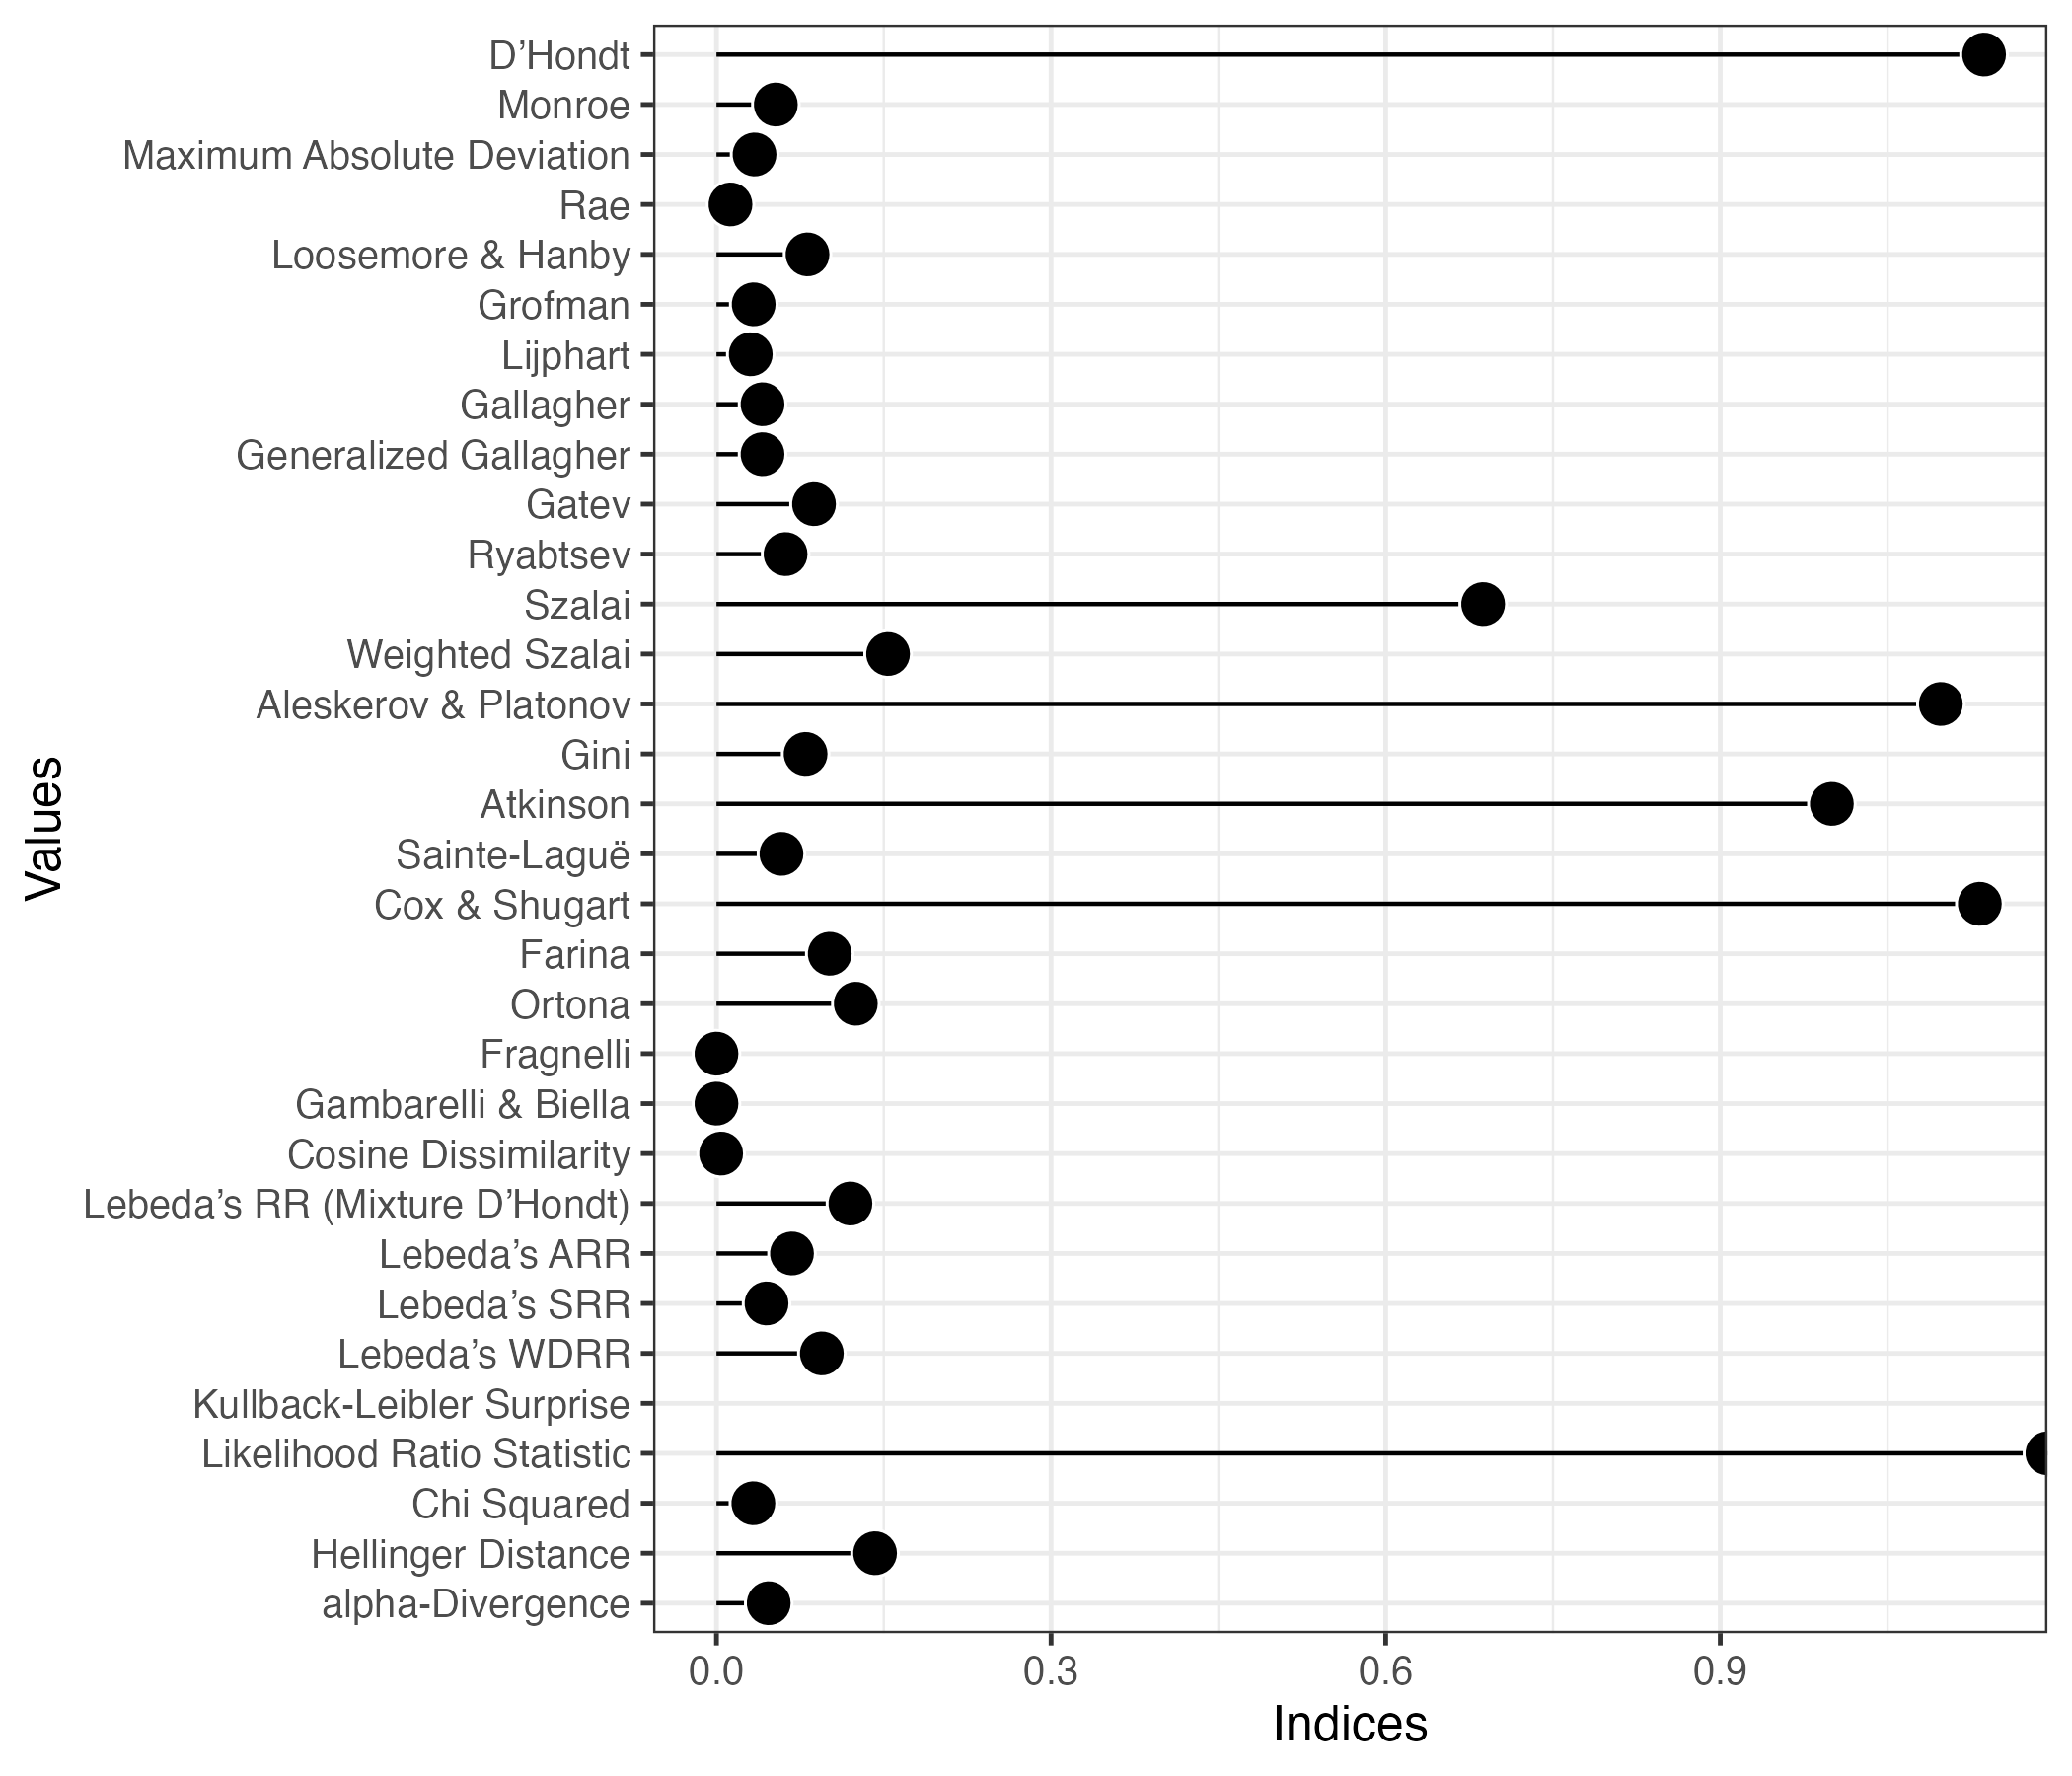 D’Hondt
Monroe
Maximum Absolute Deviation
Rae
Loosemore & Hanby
Grofman
Lijphart
Gallagher
Generalized Gallagher
Gatev
Ryabtsev
Szalai
Weighted Szalai
Aleskerov & Platonov
Gini
Atkinson
Sainte-Laguë
Cox & Shugart
Farina
Ortona
Fragnelli
Gambarelli & Biella
Cosine Dissimilarity
Lebeda’s RR (Mixture D’Hondt)
Lebeda’s ARR
Lebeda’s SRR
Lebeda’s WDRR
Kullback-Leibler Surprise
Likelihood Ratio Statistic
Chi Squared
Hellinger Distance
alpha-Divergence
Values
0.0 0.3 0.6 0.9
Indices